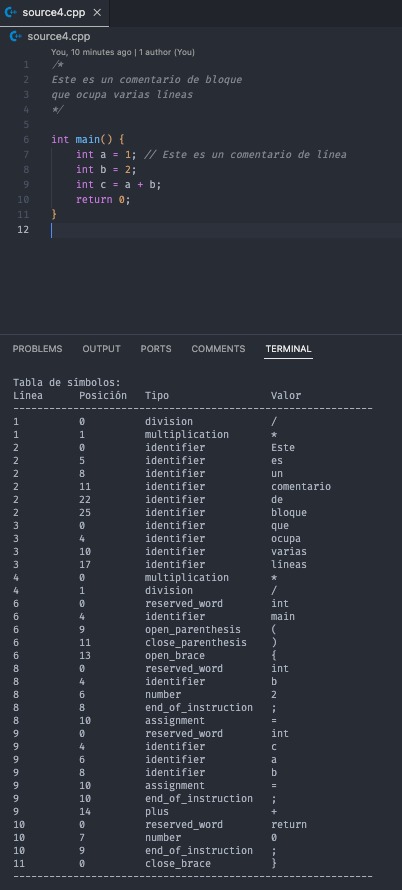 source4.cpp
source4.cpp
You, 10 minutes ago | 1 author (You)
1 /*
2 Este es un comentario de bloque
3 que ocupa varias líneas
4 */
5
6 int main() {
7 int a = 1; // Este es un comentario de línea
8 int b = 2;
9 int c = a + b;
10 return 0;
11 }
12
PROBLEMS OUTPUT PORTS COMMENTS TERMINAL
Tabla de símbolos:
Línea Posición Tipo Valor
------------------------------------------------------------
1 0 division /
1 1 multiplication *
2 0 identifier Este
2 5 identifier es
2 8 identifier un
2 11 identifier comentario
2 22 identifier de
2 25 identifier bloque
3 0 identifier que
3 4 identifier ocupa
3 10 identifier varias
3 17 identifier líneas
4 0 multiplication *
4 1 division /
6 0 reserved_word int
6 4 identifier main
6 9 open_parenthesis (
6 11 close_parenthesis )
6 13 open_brace {
8 0 reserved_word int
8 4 identifier b
8 6 number 2
8 8 end_of_instruction ;
8 10 assignment =
9 0 reserved_word int
9 4 identifier c
9 6 identifier a
9 8 identifier b
9 10 assignment =
9 10 end_of_instruction ;
9 14 plus +
10 0 reserved_word return
10 7 number 0
10 9 end_of_instruction ;
11 0 close_brace }
------------------------------------------------------------